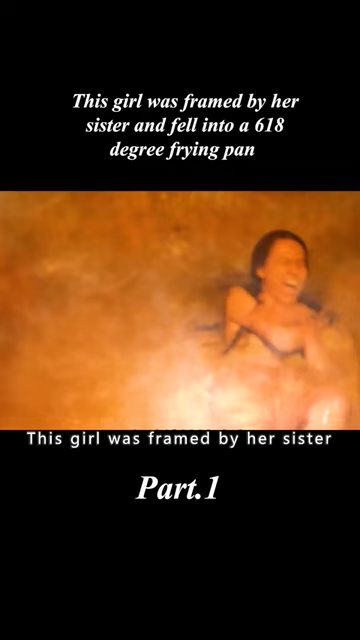 This girl was framed by her
sister and fell into a 618
degree frying pan
This girl was framed by her sister
Part.1